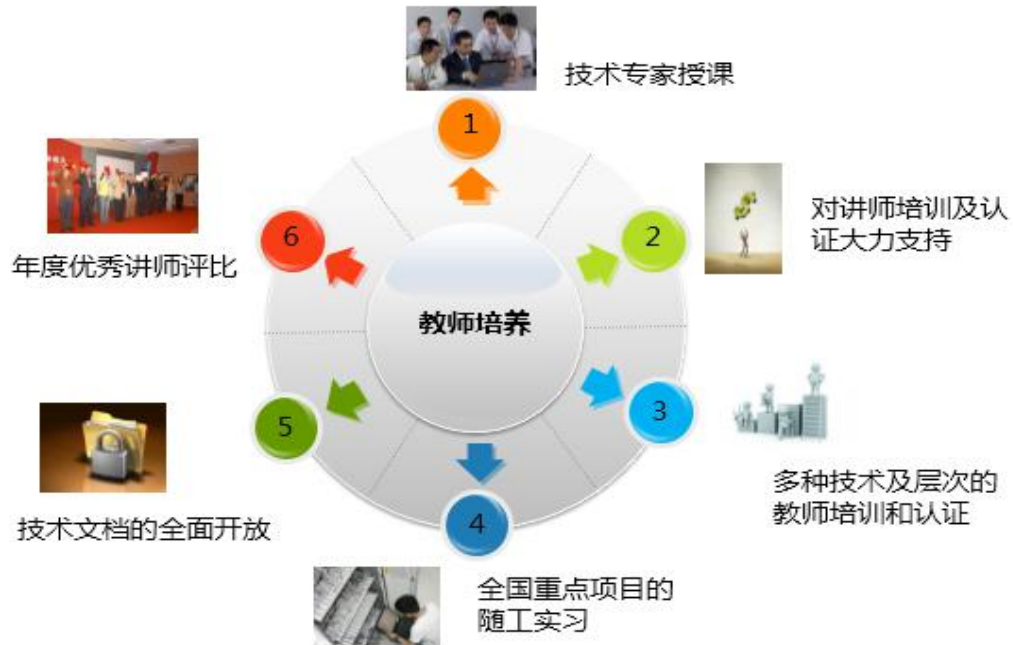 技术专家授课
1
2
对讲师培训及认
证大力支持
6
年度优秀讲师评比
教师培养
3
多种技术及层次的
教师培训和认证
5
技术文档的全面开放
4
全国重点项目的
随工实习